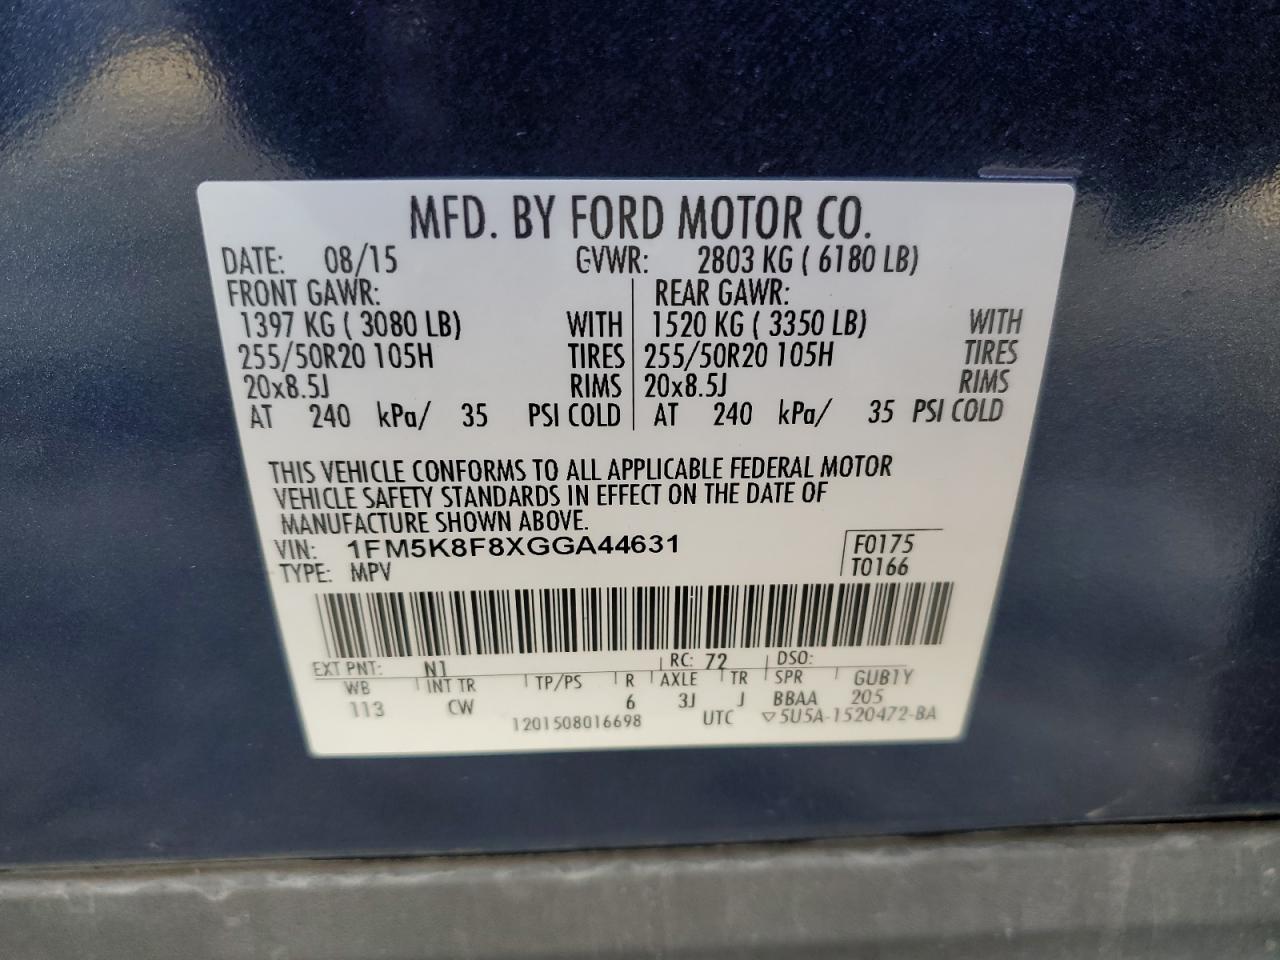 MFD. BY FORD MOTOR CO.
DATE: 08/15 GVWR: 2803 KG ( 6180 LB)
FRONT GAWR: REAR GAWR:
1397 KG ( 3080 LB) WITH 1520 KG ( 3350 LB) WITH
255/50R20 105H TIRES 255/50R20 105H TIRES
20x8.5J RIMS 20x8.5J RIMS
AT 240 kPa/ 35 PSI COLD AT 240 kPa/ 35 PSI COLD
THIS VEHICLE CONFORMS TO ALL APPLICABLE FEDERAL MOTOR
VEHICLE SAFETY STANDARDS IN EFFECT ON THE DATE OF
MANUFACTURE SHOWN ABOVE.
VIN: 1FM5K8F8XGGA44631 F0175
TYPE: MPV T0166
EXT PNT: N1 RC: 72 DSO:
WB INT TR TP/PS R AXLE TR SPR GUB1Y
113 CW 6 3J J BBAA 205
1201508016698 UTC ▽5U5A-1520472-BA